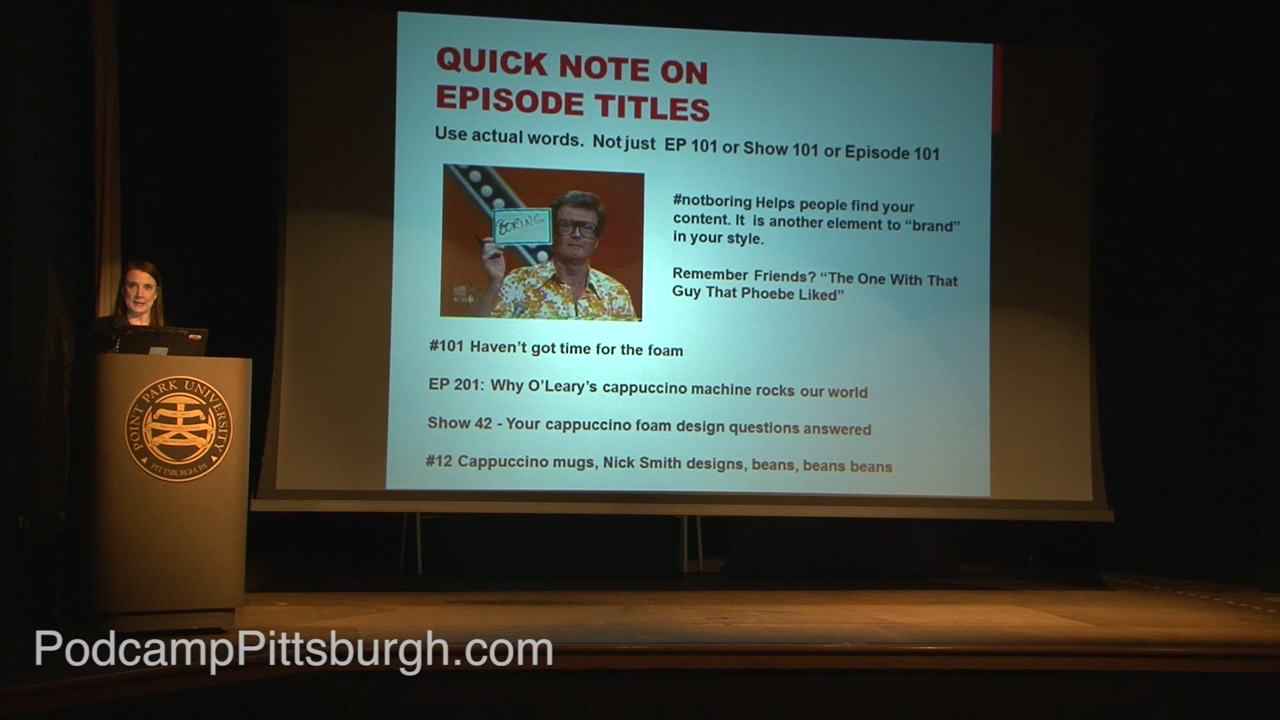 QUICK NOTE ON
EPISODE TITLES
Use actual words. Not just EP 101 or Show 101 or Episode 101
BORING
#notboring Helps people find your
content. It is another element to “brand”
in your style.
Remember Friends? “The One With That
Guy That Phoebe Liked”
#101 Haven’t got time for the foam
EP 201: Why O’Leary’s cappuccino machine rocks our world
Show 42 - Your cappuccino foam design questions answered
#12 Cappuccino mugs, Nick Smith designs, beans, beans beans
POINT PARK UNIVERSITY
PITTSBURGH, PA
PodcampPittsburgh.com